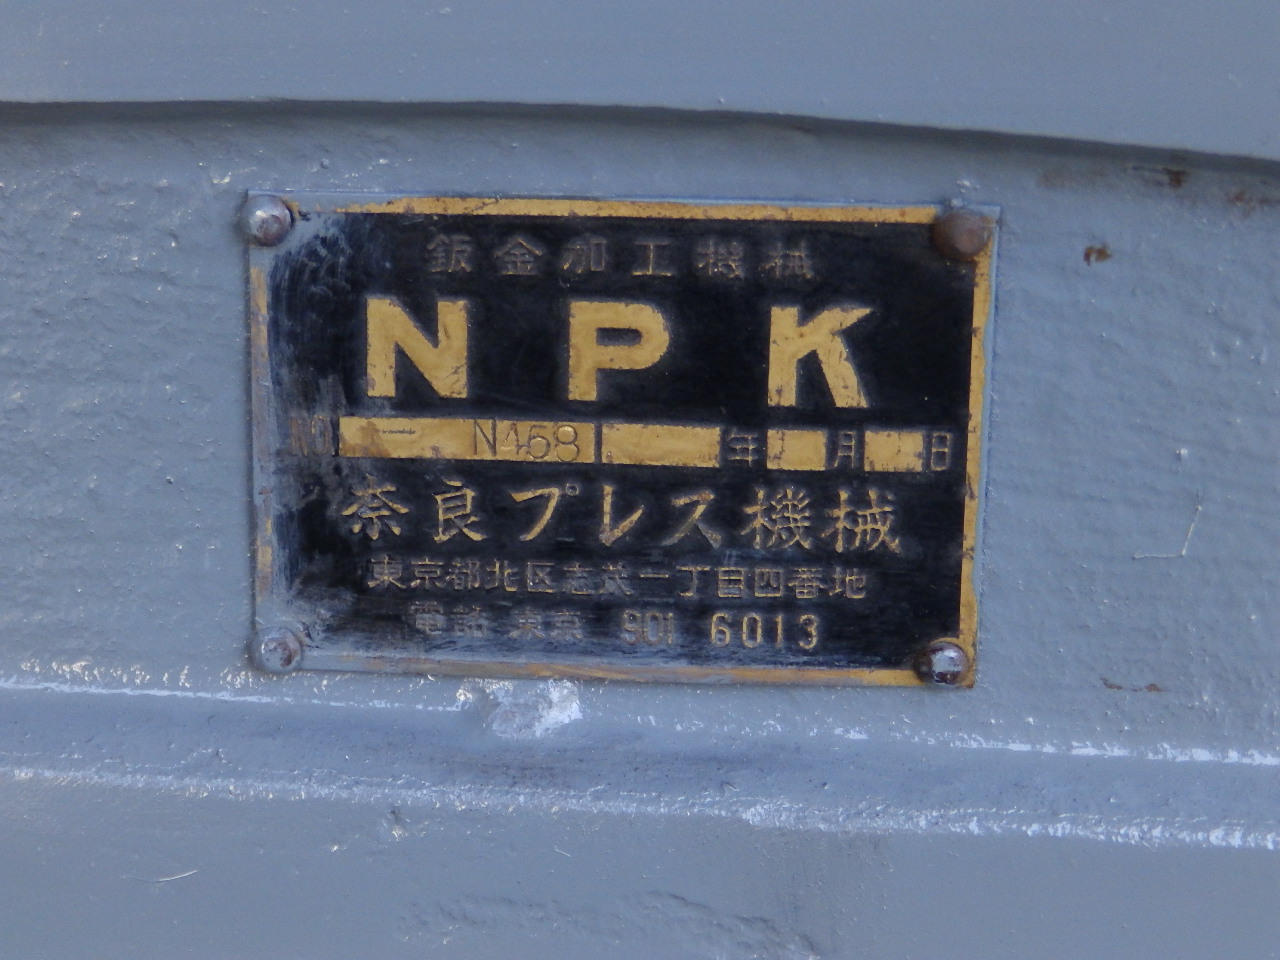 鈑金加工機械
NPK
NO. N458 年 月 日
奈良プレス機械
東京都北区志茂一丁目四番地
電話 東京 901 6013